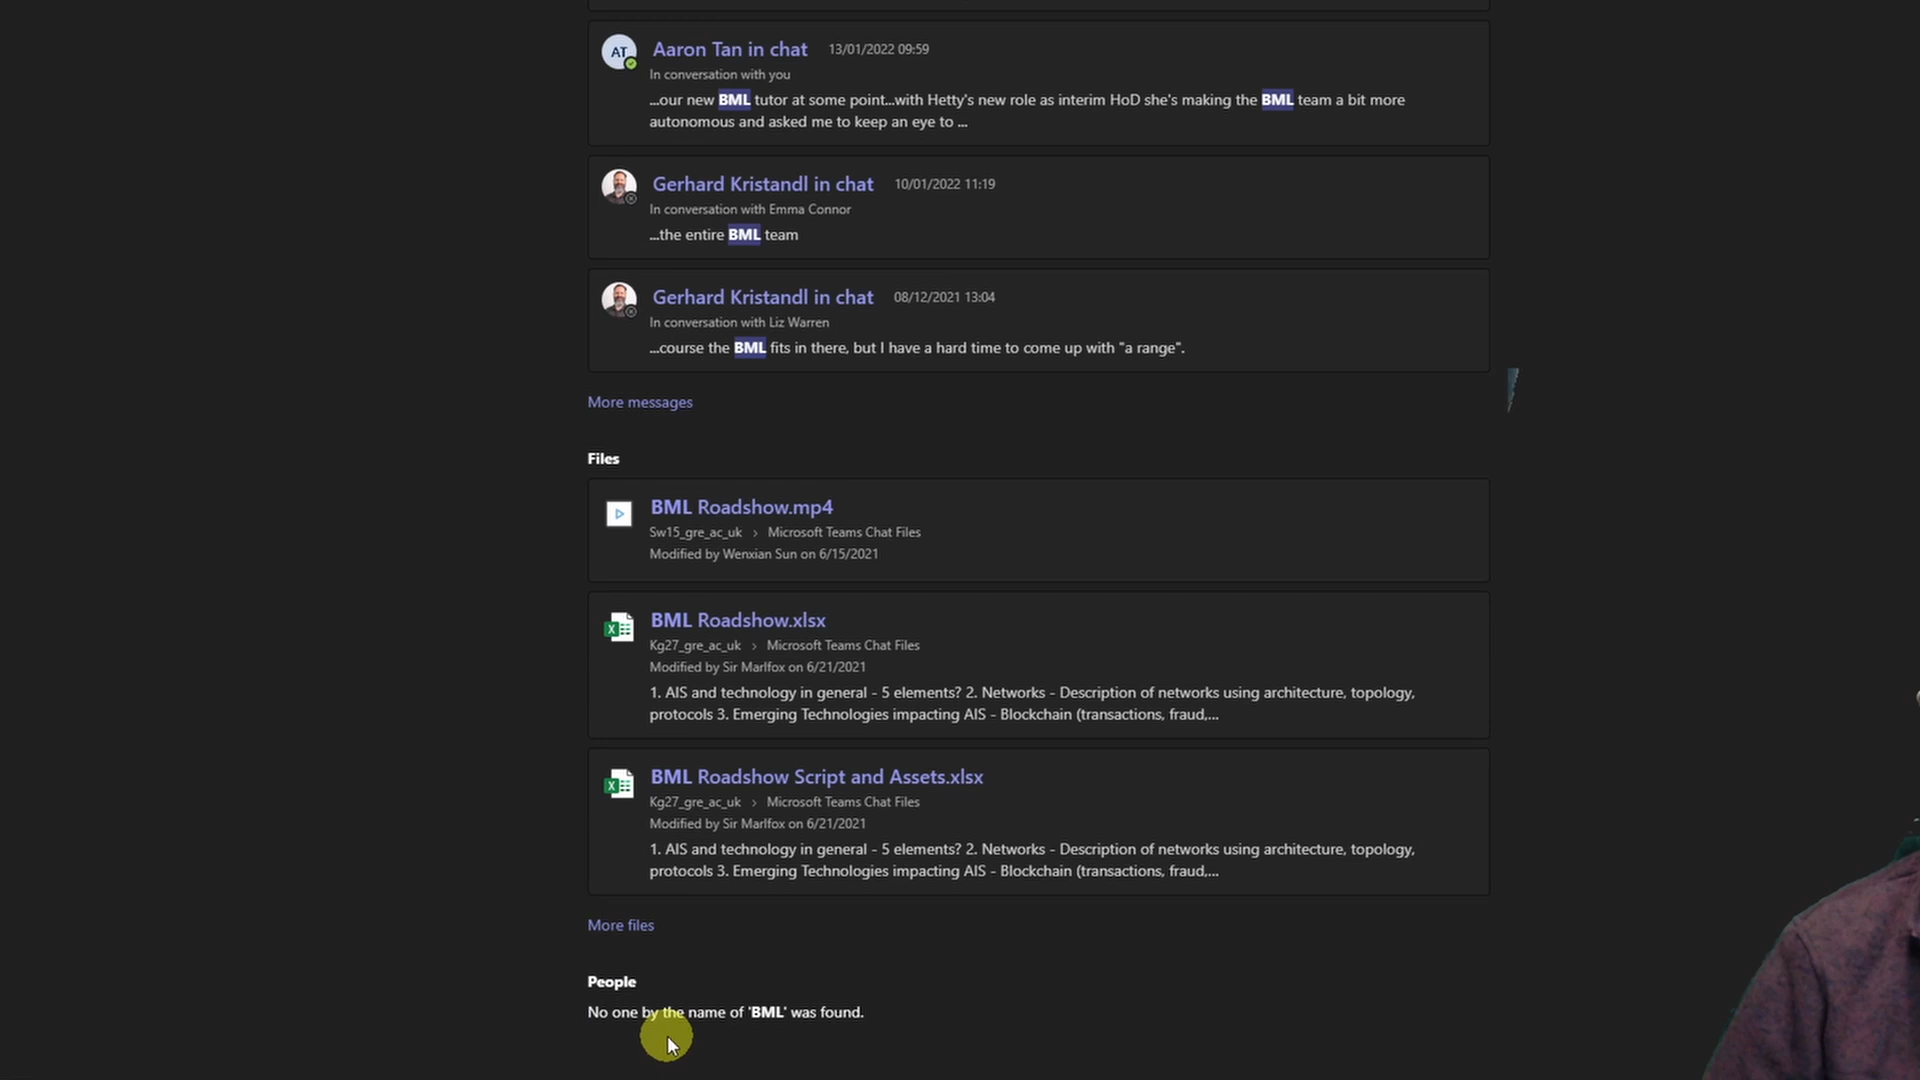 AT
Aaron Tan in chat 13/01/2022 09:59
In conversation with you
...our new BML tutor at some point...with Hetty's new role as interim HoD she's making the BML team a bit more
autonomous and asked me to keep an eye to ...
Gerhard Kristandl in chat 10/01/2022 11:19
In conversation with Emma Connor
...the entire BML team
Gerhard Kristandl in chat 08/12/2021 13:04
In conversation with Liz Warren
...course the BML fits in there, but I have a hard time to come up with "a range".
More messages
Files
BML Roadshow.mp4
Sw15_gre_ac_uk > Microsoft Teams Chat Files
Modified by Wenxian Sun on 6/15/2021
BML Roadshow.xlsx
Kg27_gre_ac_uk > Microsoft Teams Chat Files
Modified by Sir Marlfox on 6/21/2021
1. AIS and technology in general - 5 elements? 2. Networks - Description of networks using architecture, topology,
protocols 3. Emerging Technologies impacting AIS - Blockchain (transactions, fraud,...
BML Roadshow Script and Assets.xlsx
Kg27_gre_ac_uk > Microsoft Teams Chat Files
Modified by Sir Marlfox on 6/21/2021
1. AIS and technology in general - 5 elements? 2. Networks - Description of networks using architecture, topology,
protocols 3. Emerging Technologies impacting AIS - Blockchain (transactions, fraud,...
More files
People
No one by the name of 'BML' was found.